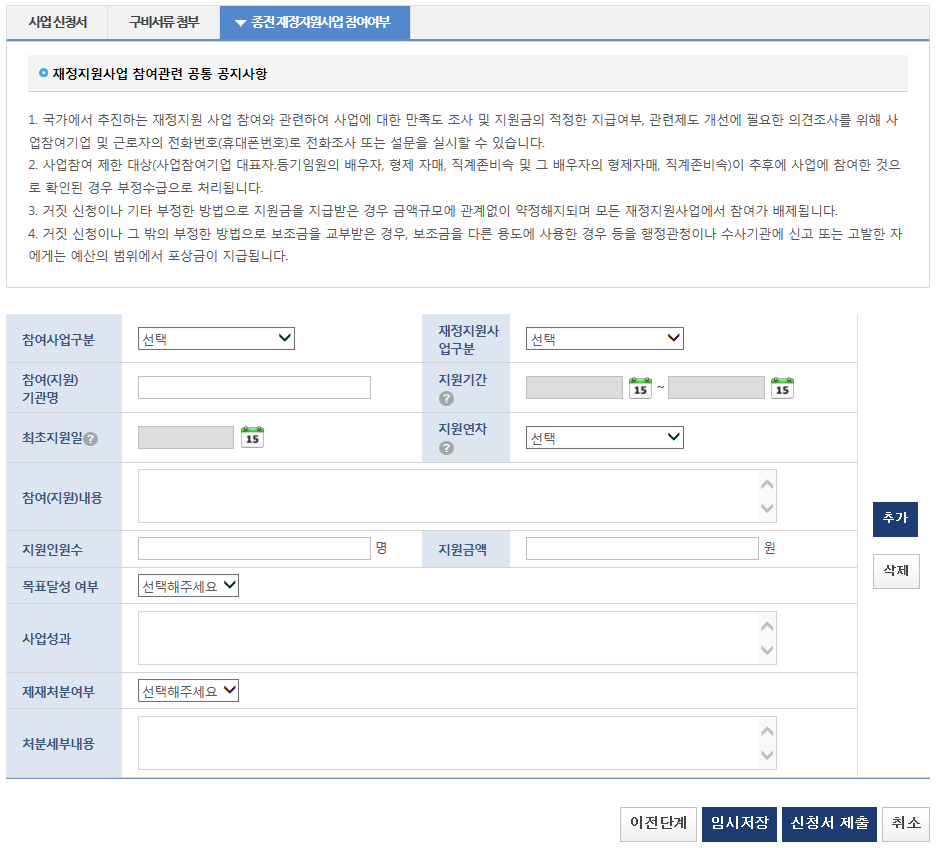 사업 신청서 구비서류 첨부 종전 재정지원사업 참여여부
재정지원사업 참여관련 공통 공지사항
1. 국가에서 추진하는 재정지원 사업 참여와 관련하여 사업에 대한 만족도 조사 및 지원금의 적정한 지급여부, 관련제도 개선에 필요한 의견조사를 위해 사
업참여기업 및 근로자의 전화번호(휴대폰번호)로 전화조사 또는 설문을 실시할 수 있습니다.
2. 사업참여 제한 대상(사업참여기업 대표자.등기임원의 배우자, 형제 자매, 직계존비속 및 그 배우자의 형제자매, 직계존비속)이 추후에 사업에 참여한 것으
로 확인된 경우 부정수급으로 처리됩니다.
3. 거짓 신청이나 기타 부정한 방법으로 지원금을 지급받은 경우 금액규모에 관계없이 약정해지되며 모든 재정지원사업에서 참여가 배제됩니다.
4. 거짓 신청이나 그 밖의 부정한 방법으로 보조금을 교부받은 경우, 보조금을 다른 용도에 사용한 경우 등을 행정관청이나 수사기관에 신고 또는 고발한 자
에게는 예산의 범위에서 포상금이 지급됩니다.
참여사업구분 선택
재정지원사
업구분 선택
참여(지원)
기관명
지원기간
? 15 ~ 15
최초지원일 ? 15
지원연차
? 선택
참여(지원)내용
추가
지원인원수 명 지원금액 원
삭제
목표달성 여부 선택해주세요
사업성과
제재처분여부 선택해주세요
처분세부내용
이전단계 임시저장 신청서 제출 취소